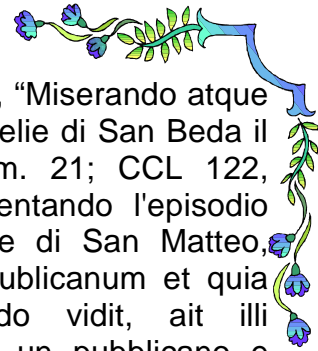 , “Miserando atque
elie di San Beda il
m. 21; CCL 122,
entando l'episodio
e di San Matteo,
ublicanum et quia
do vidit, ait illi
un pubblicano e